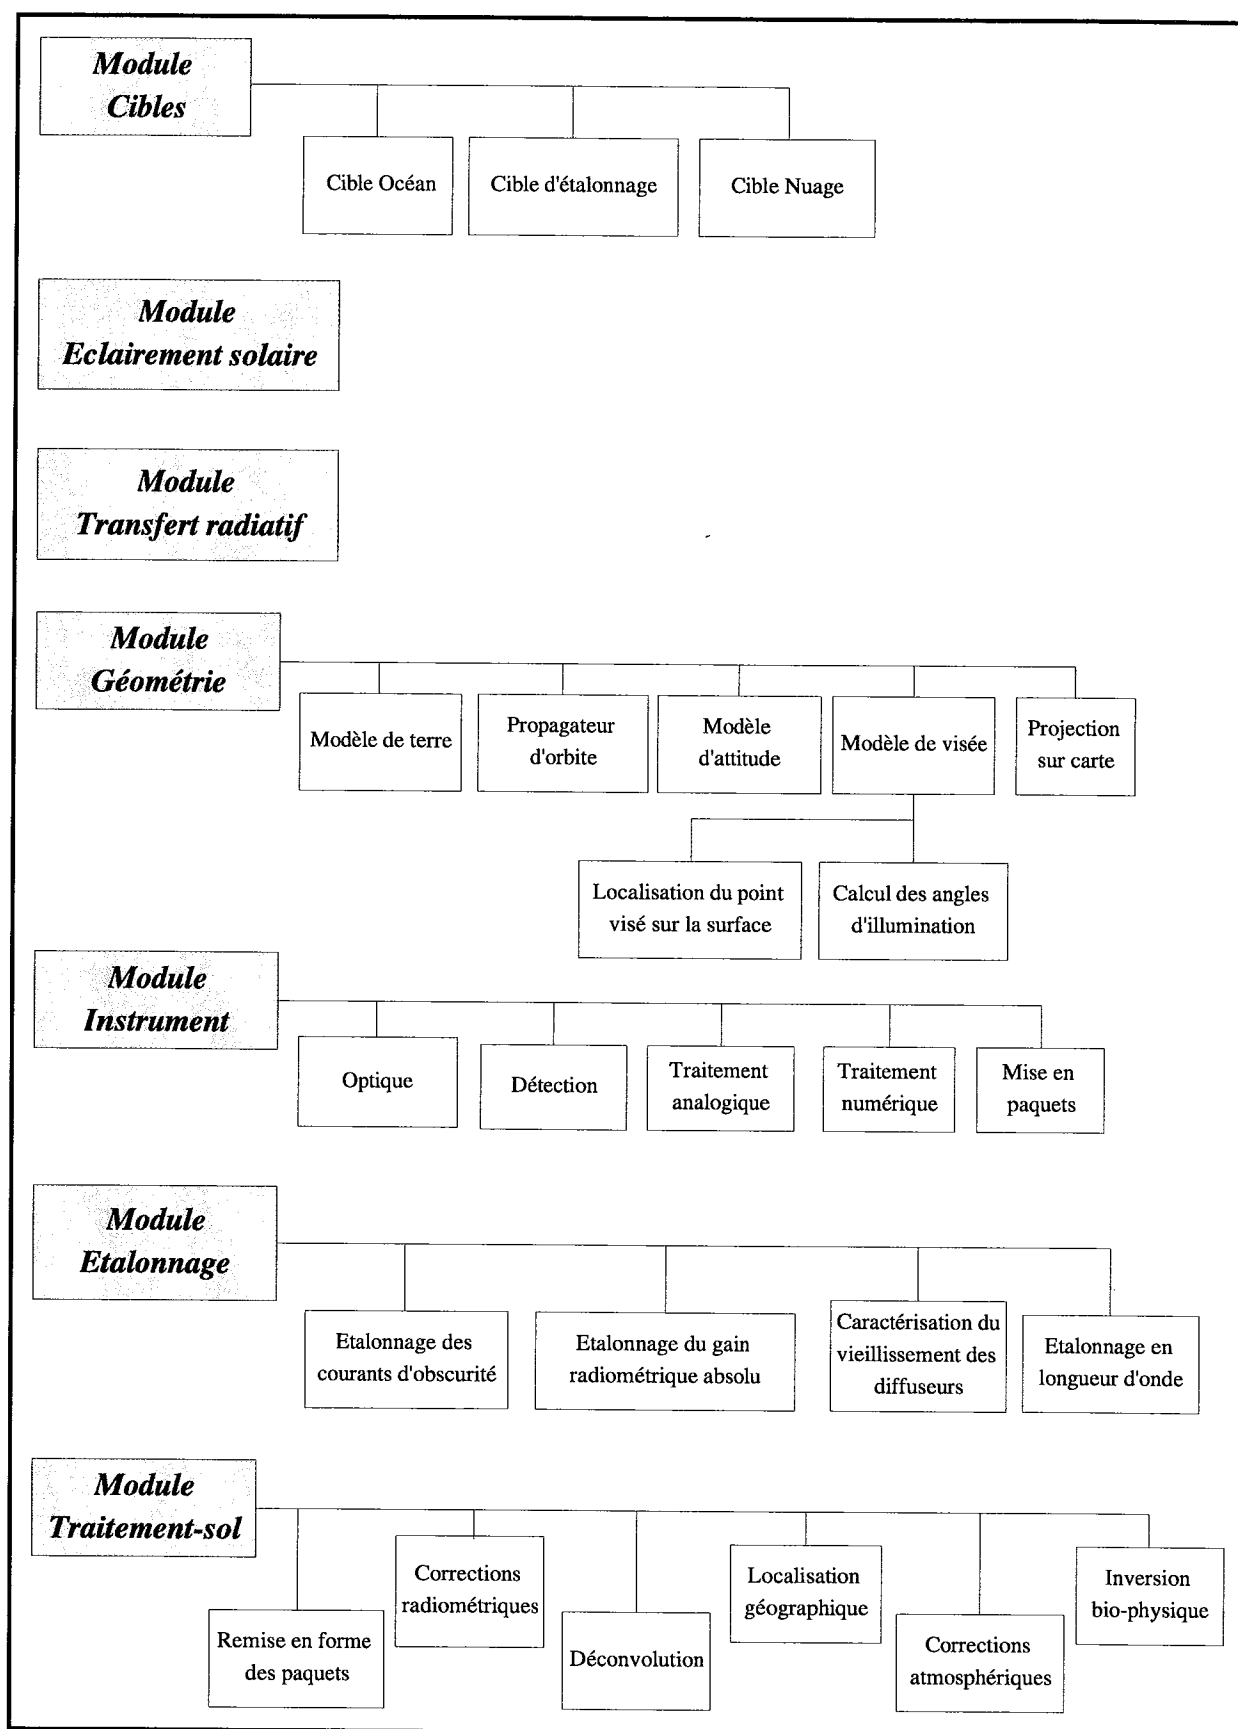 Module
Cibles
Cible Océan
Cible d'étalonnage
Cible Nuage
Module
Eclairement solaire
Module
Transfert radiatif
Module
Géométrie
Modèle de terre
Propagateur
d'orbite
Modèle
d'attitude
Modèle de visée
Projection
sur carte
Localisation du point
visé sur la surface
Calcul des angles
d'illumination
Module
Instrument
Optique
Détection
Traitement
analogique
Traitement
numérique
Mise en
paquets
Module
Etalonnage
Etalonnage des
courants d'obscurité
Etalonnage du gain
radiométrique absolu
Caractérisation du
vieillissement des
diffuseurs
Etalonnage en
longueur d'onde
Module
Traitement-sol
Remise en forme
des paquets
Corrections
radiométriques
Déconvolution
Localisation
géographique
Corrections
atmosphériques
Inversion
bio-physique